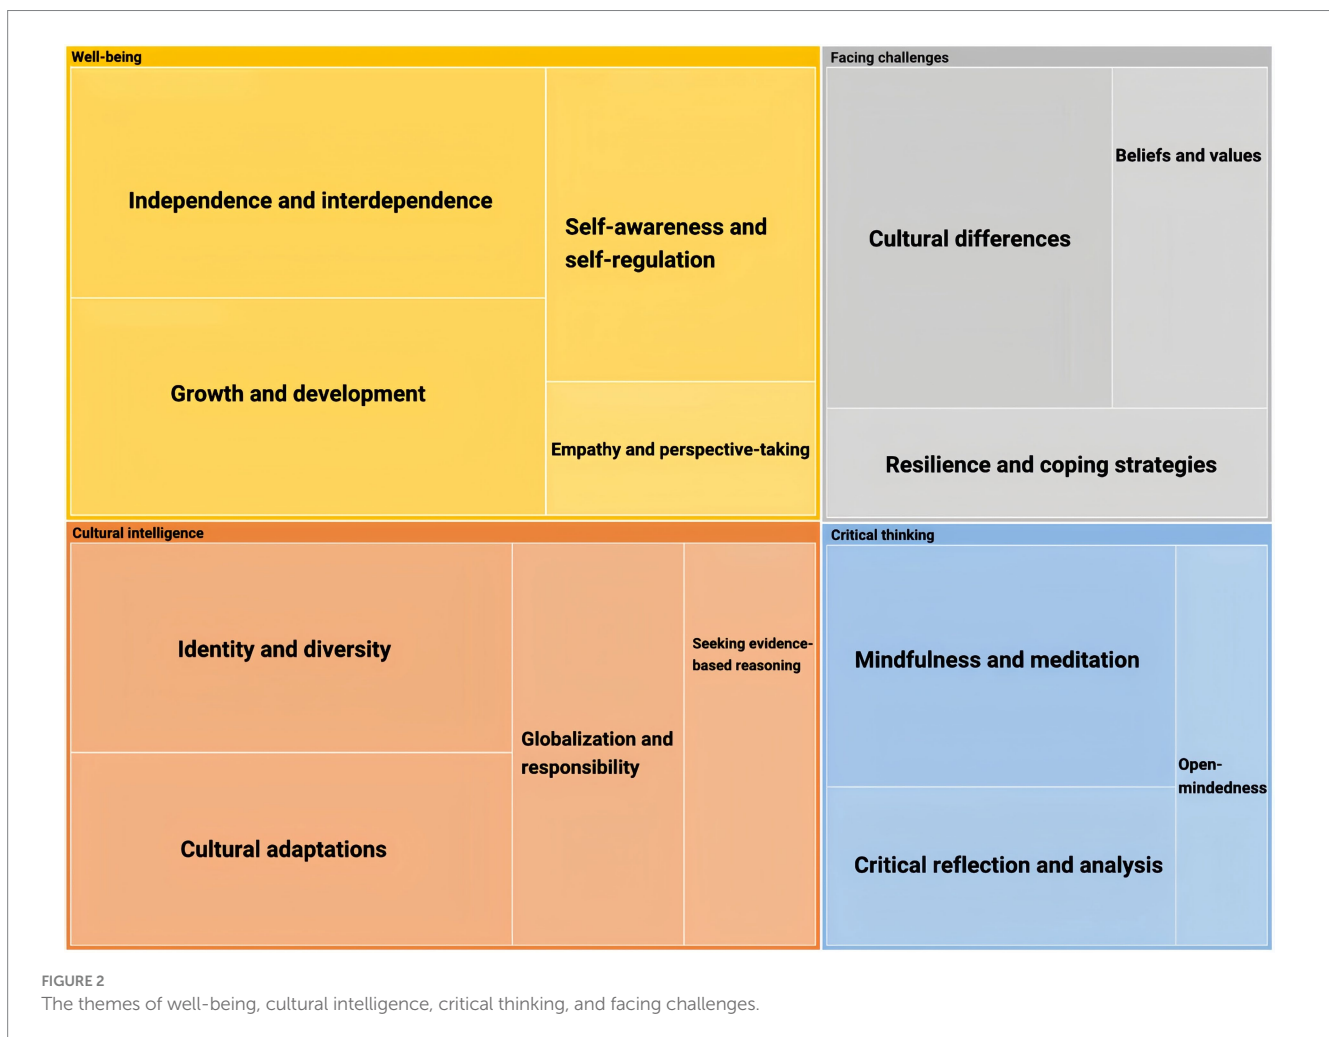 Well-being
Independence and interdependence
Self-awareness and
self-regulation
Growth and development
Empathy and perspective-taking
Facing challenges
Cultural differences
Beliefs and values
Resilience and coping strategies
Cultural intelligence
Identity and diversity
Cultural adaptations
Globalization and
responsibility
Seeking evidence-
based reasoning
Critical thinking
Mindfulness and meditation
Critical reflection and analysis
Open-
mindedness
FIGURE 2
The themes of well-being, cultural intelligence, critical thinking, and facing challenges.